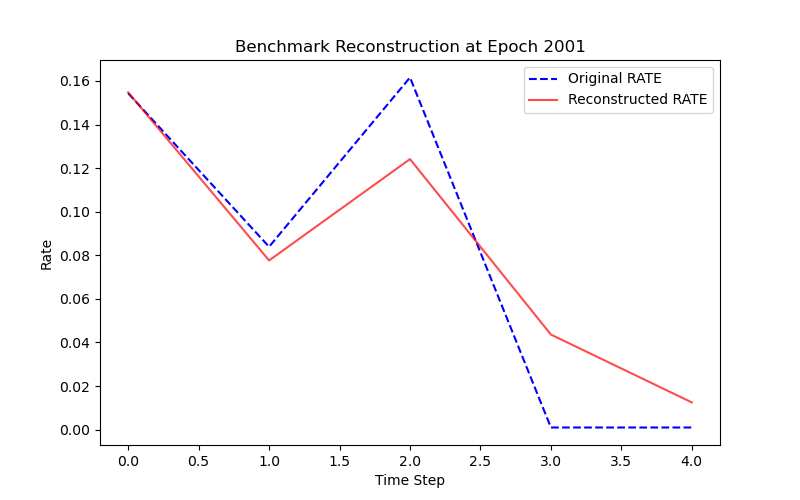 Benchmark Reconstruction at Epoch 2001
Original RATE
Reconstructed RATE
Rate
0.16
0.14
0.12
0.10
0.08
0.06
0.04
0.02
0.00
0.0 0.5 1.0 1.5 2.0 2.5 3.0 3.5 4.0
Time Step